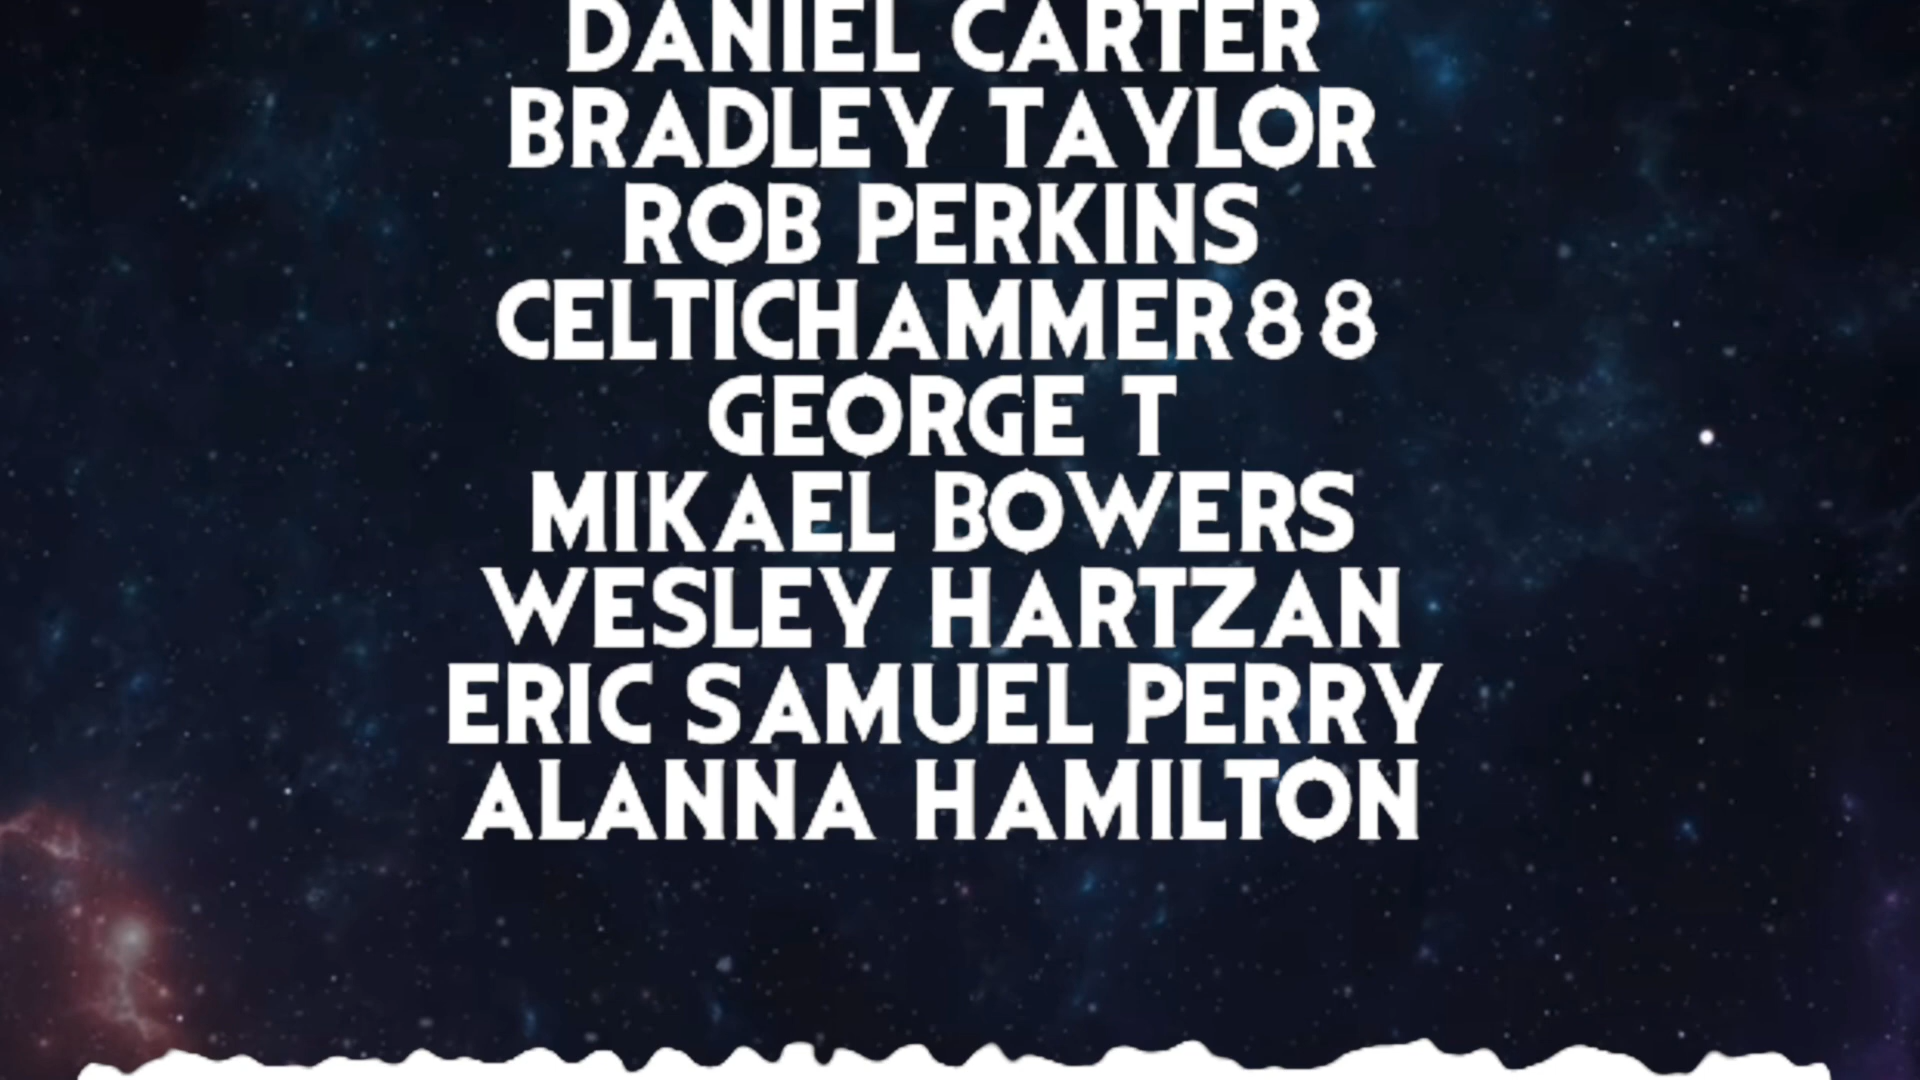 DANIEL CARTER
BRADLEY TAYLOR
ROB PERKINS
CELTICHAMMER88
GEORGE T
MIKAEL BOWERS
WESLEY HARTZAN
ERIC SAMUEL PERRY
ALANNA HAMILTON